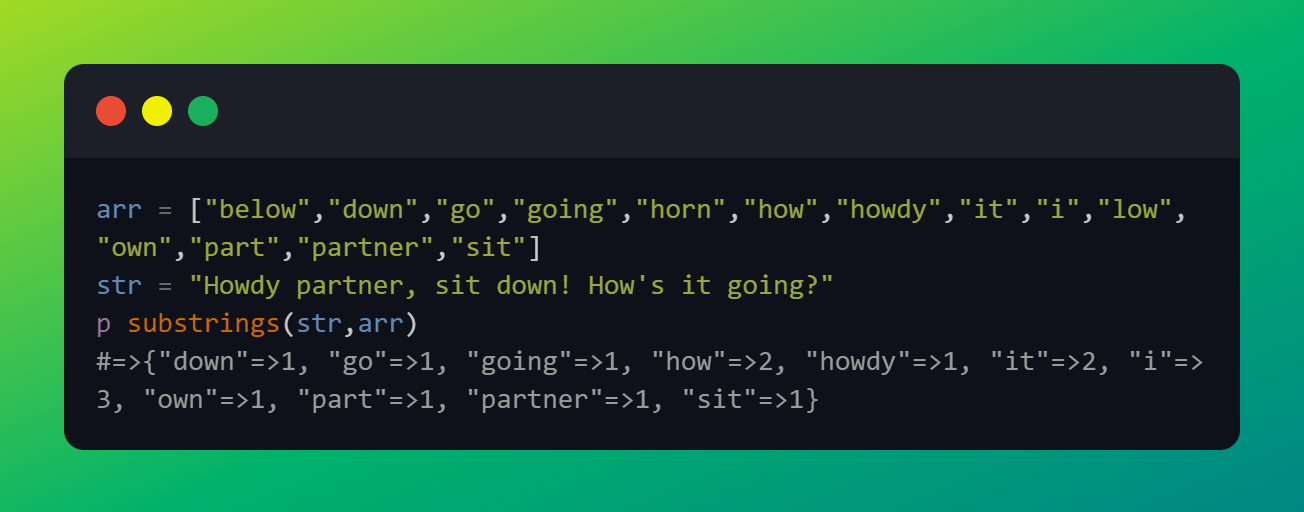 arr = ["below","down","go","going","horn","how","howdy","it","i","low",
"own","part","partner","sit"]
str = "Howdy partner, sit down! How's it going?"
p substrings(str,arr)
#=>{"down"=>1, "go"=>1, "going"=>1, "how"=>2, "howdy"=>1, "it"=>2, "i"=>
3, "own"=>1, "part"=>1, "partner"=>1, "sit"=>1}